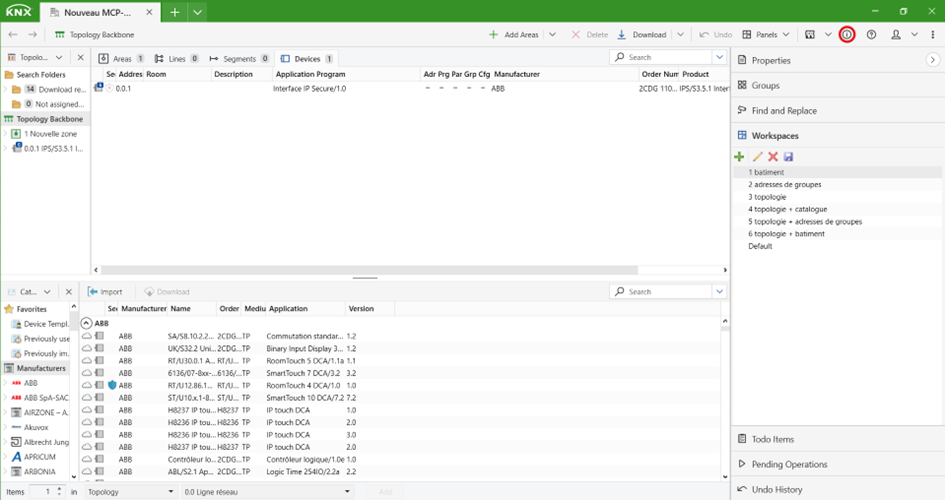 KNX Nouveau MCP-...
Topology Backbone Add Areas Delete Download Undo Panels
Topolo...
Areas 1 Lines 0 Segments 0 Devices 1 Search
Search Folders
14 Download re...
0 Not assigned...
Topology Backbone
1 Nouvelle zone
0.0.1 IPS/S3.5.1 I...
Se Address Room Description Application Program Adr Prg Par Grp Cfg Manufacturer Order Num Product
0.0.1 Interface IP Secure/1.0 – – – – – ABB 2CDG 110... IPS/S3.5.1 Inter
Properties
Groups
Find and Replace
Workspaces
1 batiment
2 adresses de groupes
3 topologie
4 topologie + catalogue
5 topologie + adresses de groupes
6 topologie + batiment
Default
Cat... Import Download Search
Favorites
Device Templ...
Previously use
Previously im...
Manufacturers
ABB
ABB SpA-SAC
AIRZONE – A...
Akuvox
Albrecht Jung
APRICUM
ARBONIA
Sec Manufacturer Name Order Mediu Application Version
ABB
ABB SA/S8.10.2.2... 2CDG... TP Commutation standar... 1.2
ABB UK/S32.2 Uni... 2CDG... TP Binary Input Display 3... 1.2
ABB RT/U30.0.1 A... 2CDG... TP RoomTouch 5 DCA/1.1a 1.1
ABB 6136/07-8xx-... 6136/... TP SmartTouch 7 DCA/3.2 3.2
ABB RT/U12.86.1... 2CDG... TP RoomTouch 4 DCA/1.0 1.0
ABB ST/U10.x.1-8... 2CDG... TP SmartTouch 10 DCA/7.2 7.2
ABB H8237 IP tou... H8237 TP IP touch DCA 1.0
ABB H8236 IP tou... H8236 TP IP touch DCA 2.0
ABB H8236 IP tou... H8236 TP IP touch DCA 3.0
ABB H8237 IP tou... H8237 TP IP touch DCA 2.0
ABB Contrôleur lo... 2CDG... TP Contrôleur logique/1.0e 1.0
ABB ABL/S2.1 Ap... 2CDG... TP Logic Time 254IO/2.2a 2.2
Todo Items
Pending Operations
Undo History
Items 1 in Topology 0.0 Ligne réseau Add